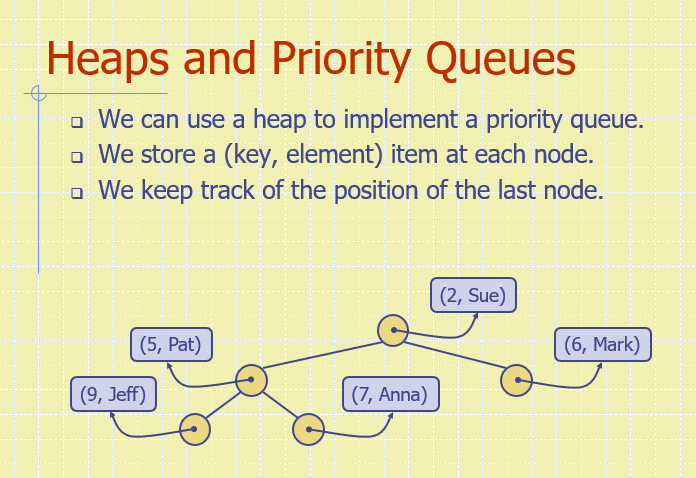 Heaps and Priority Queues
We can use a heap to implement a priority queue.
We store a (key, element) item at each node.
We keep track of the position of the last node.
(2, Sue)
(5, Pat)
(6, Mark)
(9, Jeff)
(7, Anna)